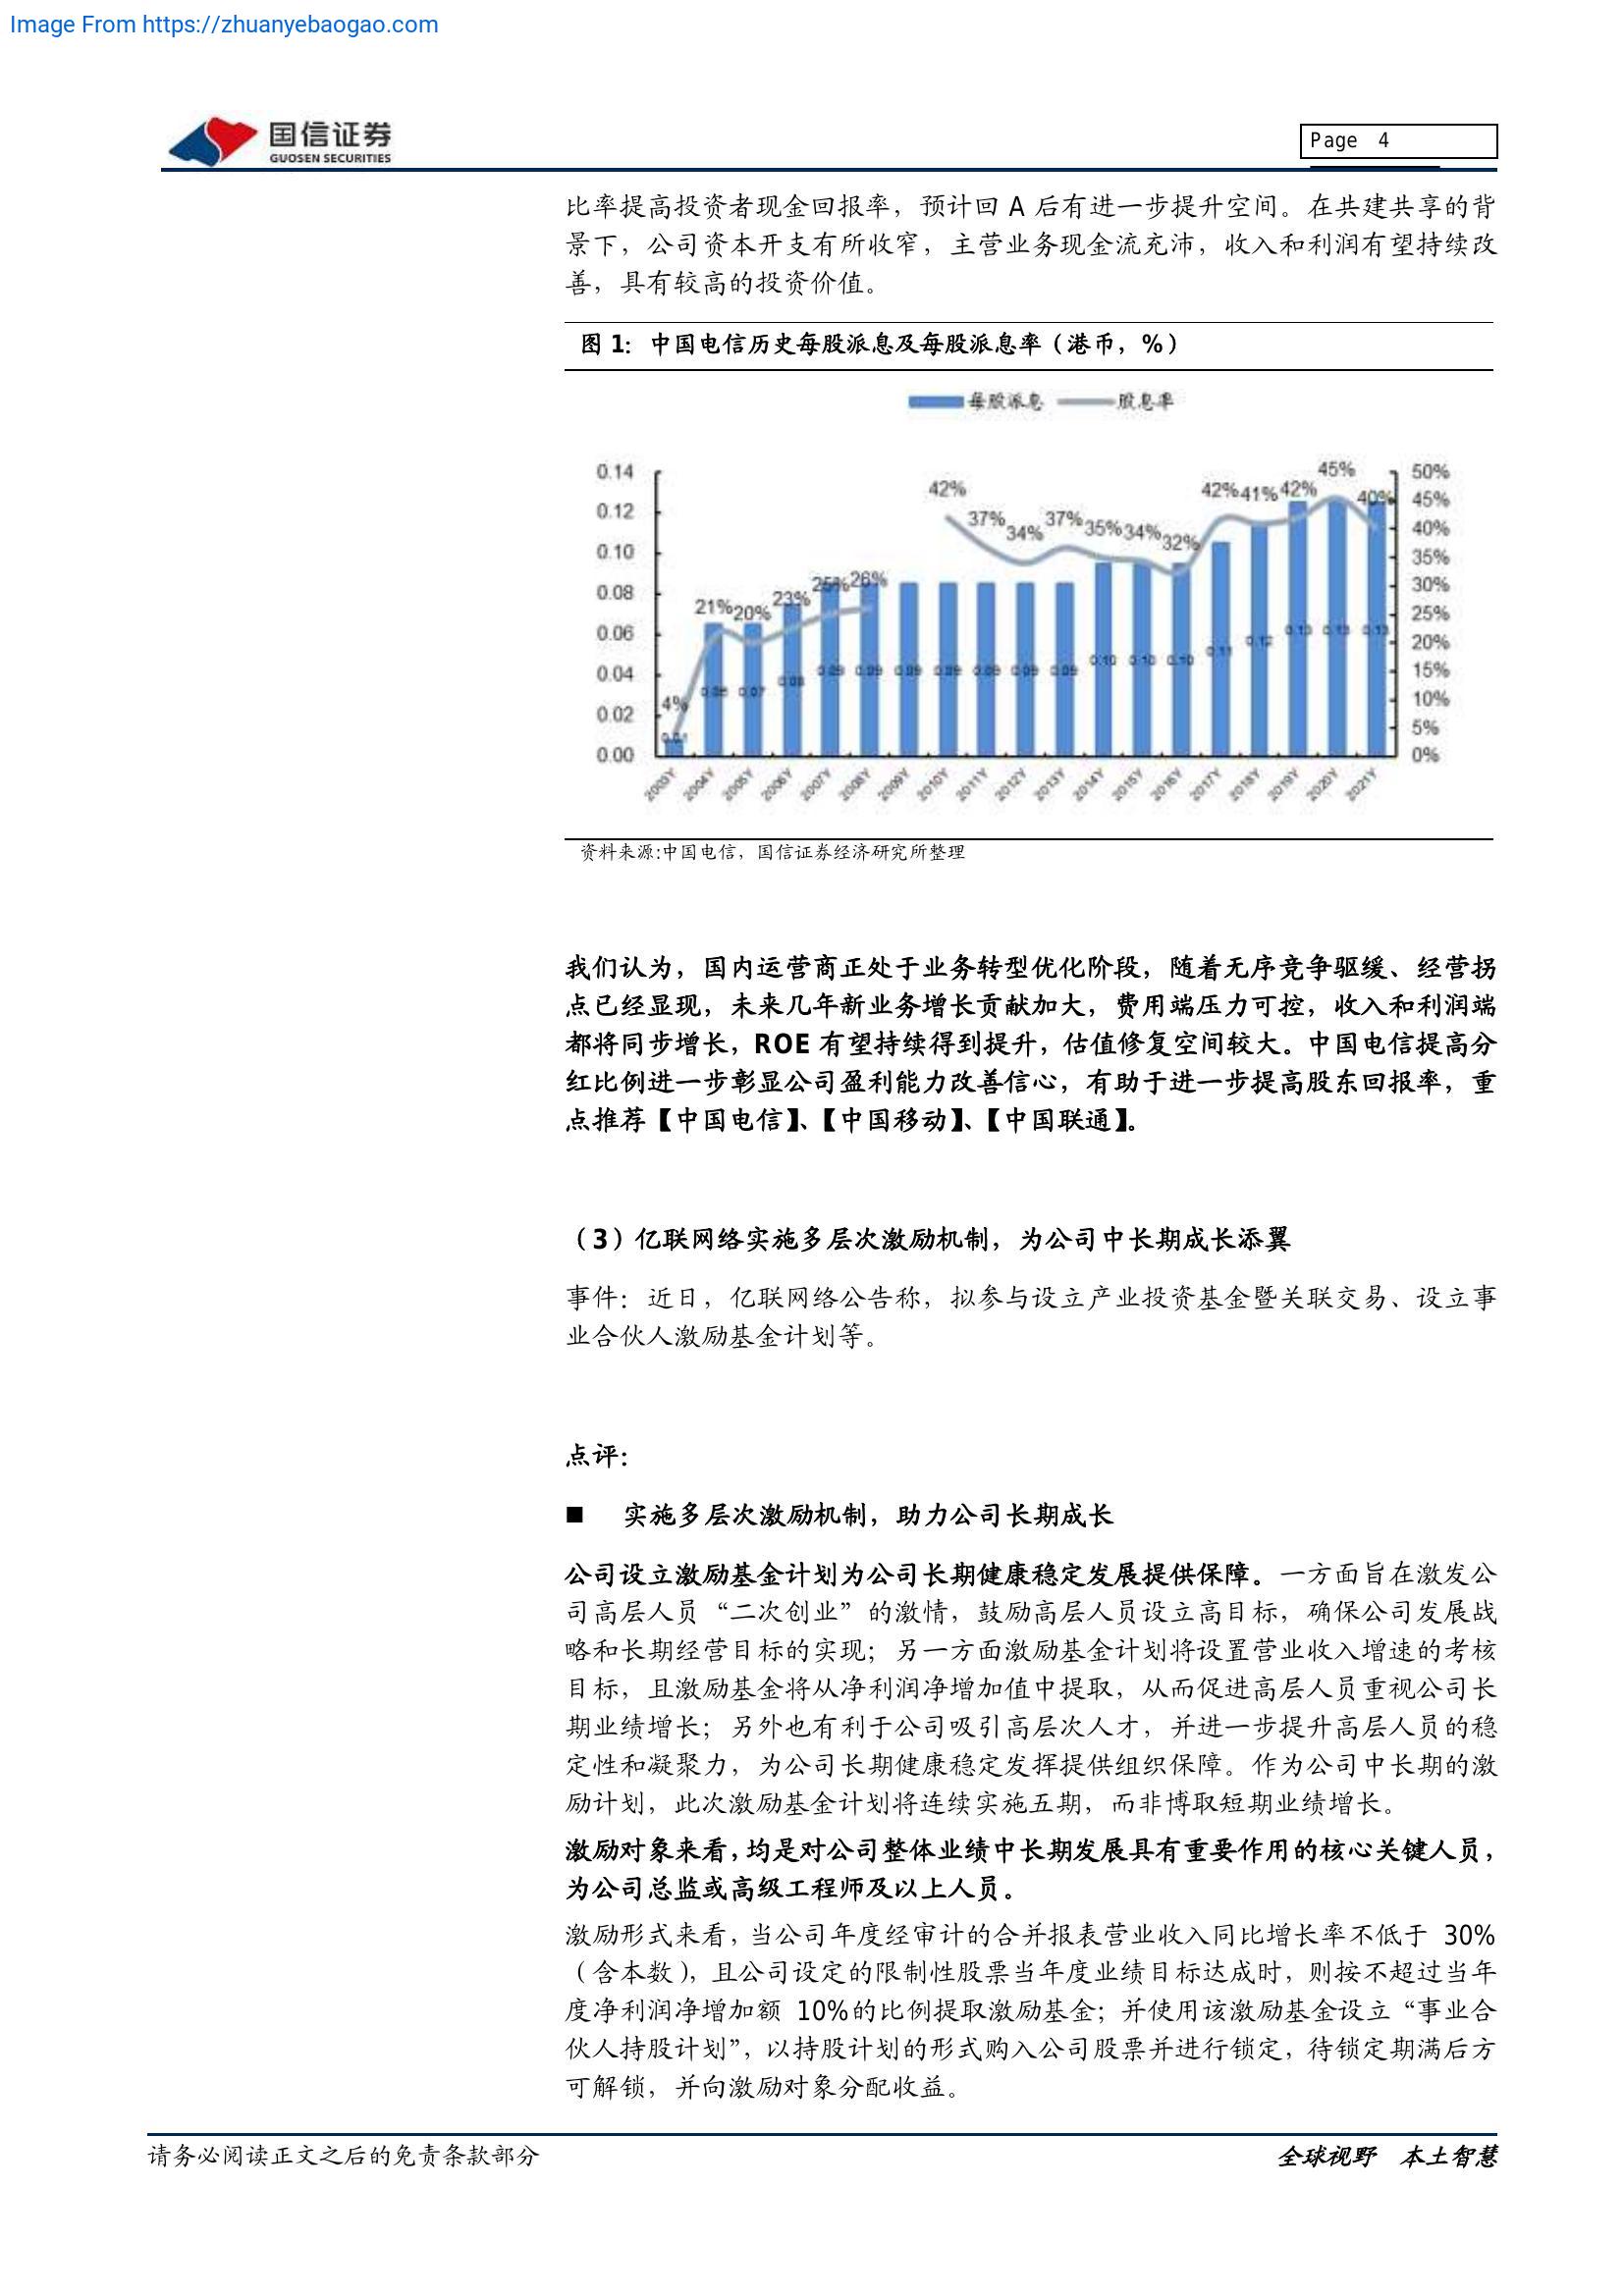 Image From https://zhuanyebaogao.com
国信证券
GUOSEN SECURITIES
Page 4
比率提高投资者现金回报率，预计回 A 后有进一步提升空间。在共建共享的背
景下，公司资本开支有所收窄，主营业务现金流充沛，收入和利润有望持续改
善，具有较高的投资价值。
图 1：中国电信历史每股派息及每股派息率（港币，%）
每股派息 股息率
0.14
0.12
0.10
0.08
0.06
0.04
0.02
0.00
4% 21% 20% 23% 25% 26% 42% 37% 34% 37% 35% 34% 32% 42% 41% 42% 45% 40%
0.01 0.06 0.07 0.08 0.09 0.09 0.09 0.09 0.09 0.09 0.09 0.10 0.10 0.10 0.11 0.12 0.13 0.13 0.13
50%
45%
40%
35%
30%
25%
20%
15%
10%
5%
0%
2003Y 2004Y 2005Y 2006Y 2007Y 2008Y 2009Y 2010Y 2011Y 2012Y 2013Y 2014Y 2015Y 2016Y 2017Y 2018Y 2019Y 2020Y 2021Y
资料来源:中国电信，国信证券经济研究所整理
我们认为，国内运营商正处于业务转型优化阶段，随着无序竞争驱缓、经营拐
点已经显现，未来几年新业务增长贡献加大，费用端压力可控，收入和利润端
都将同步增长，ROE 有望持续得到提升，估值修复空间较大。中国电信提高分
红比例进一步彰显公司盈利能力改善信心，有助于进一步提高股东回报率，重
点推荐【中国电信】、【中国移动】、【中国联通】。
（3）亿联网络实施多层次激励机制，为公司中长期成长添翼
事件：近日，亿联网络公告称，拟参与设立产业投资基金暨关联交易、设立事
业合伙人激励基金计划等。
点评：
■ 实施多层次激励机制，助力公司长期成长
公司设立激励基金计划为公司长期健康稳定发展提供保障。一方面旨在激发公
司高层人员“二次创业”的激情，鼓励高层人员设立高目标，确保公司发展战
略和长期经营目标的实现；另一方面激励基金计划将设置营业收入增速的考核
目标，且激励基金将从净利润净增加值中提取，从而促进高层人员重视公司长
期业绩增长；另外也有利于公司吸引高层次人才，并进一步提升高层人员的稳
定性和凝聚力，为公司长期健康稳定发挥提供组织保障。作为公司中长期的激
励计划，此次激励基金计划将连续实施五期，而非博取短期业绩增长。
激励对象来看，均是对公司整体业绩中长期发展具有重要作用的核心关键人员，
为公司总监或高级工程师及以上人员。
激励形式来看，当公司年度经审计的合并报表营业收入同比增长率不低于 30%
（含本数），且公司设定的限制性股票当年度业绩目标达成时，则按不超过当年
度净利润净增加额 10%的比例提取激励基金；并使用该激励基金设立“事业合
伙人持股计划”，以持股计划的形式购入公司股票并进行锁定，待锁定期满后方
可解锁，并向激励对象分配收益。
请务必阅读正文之后的免责条款部分
全球视野 本土智慧